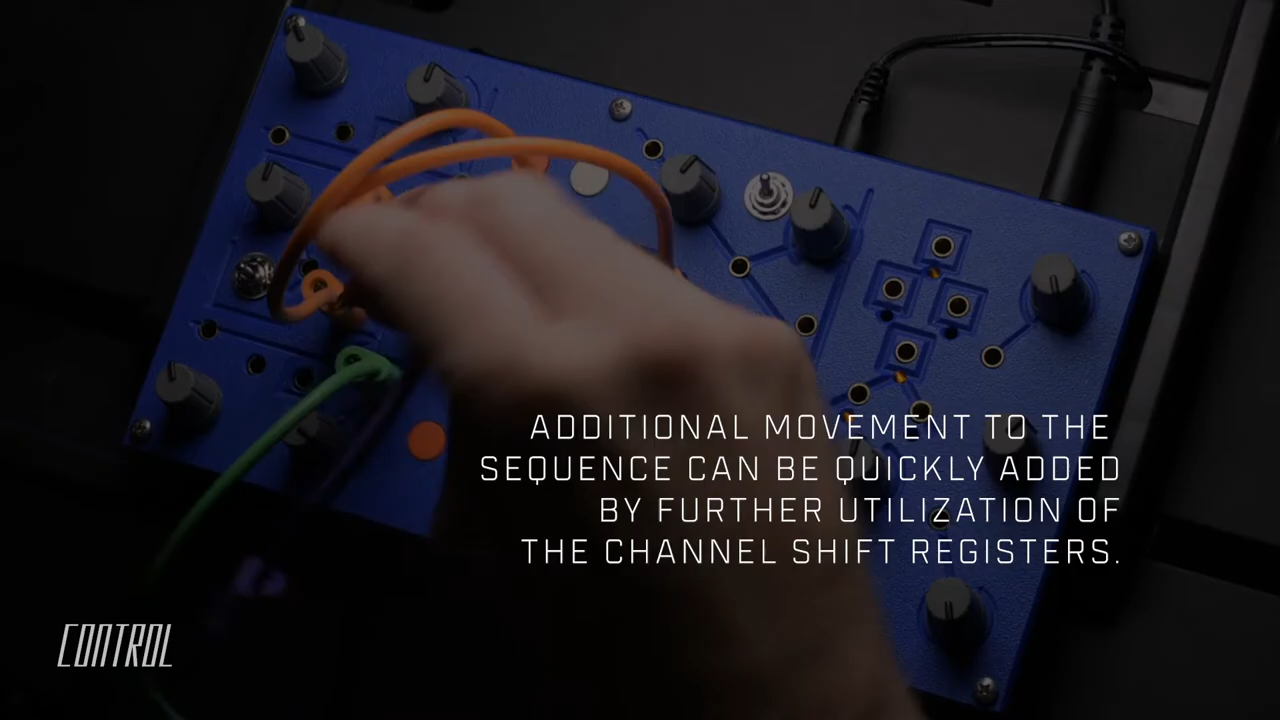 ADDITIONAL MOVEMENT TO THE
SEQUENCE CAN BE QUICKLY ADDED
BY FURTHER UTILIZATION OF
THE CHANNEL SHIFT REGISTERS.
CONTROL